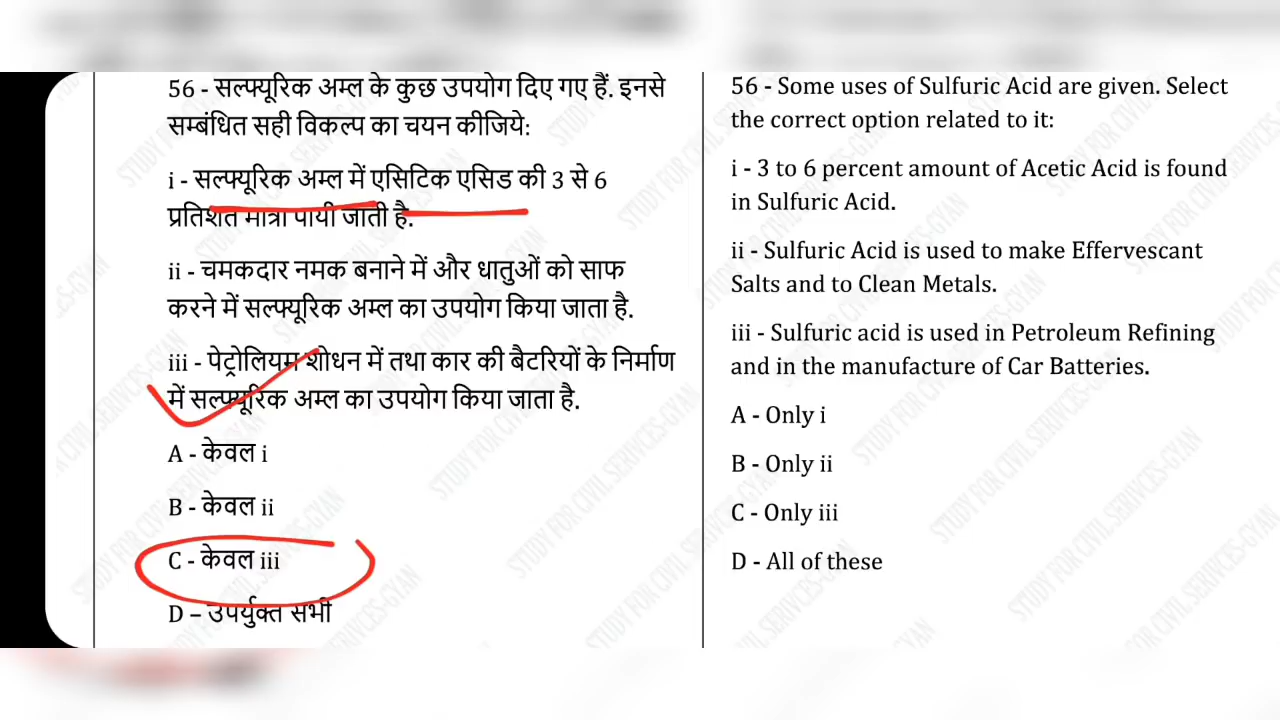 56 - सल्फ्यूरिक अम्ल के कुछ उपयोग दिए गए हैं. इनसे
सम्बंधित सही विकल्प का चयन कीजिये:
i - सल्फ्यूरिक अम्ल में एसिटिक एसिड की 3 से 6
प्रतिशत मात्रा पायी जाती है.
ii - चमकदार नमक बनाने में और धातुओं को साफ
करने में सल्फ्यूरिक अम्ल का उपयोग किया जाता है.
iii - पेट्रोलियम शोधन में तथा कार की बैटरियों के निर्माण
में सल्फ्यूरिक अम्ल का उपयोग किया जाता है.
A - केवल i
B - केवल ii
C - केवल iii
D – उपर्युक्त सभी
56 - Some uses of Sulfuric Acid are given. Select
the correct option related to it:
i - 3 to 6 percent amount of Acetic Acid is found
in Sulfuric Acid.
ii - Sulfuric Acid is used to make Effervescant
Salts and to Clean Metals.
iii - Sulfuric acid is used in Petroleum Refining
and in the manufacture of Car Batteries.
A - Only i
B - Only ii
C - Only iii
D - All of these
STUDY FOR CIVIL SERIVCES-GYAN